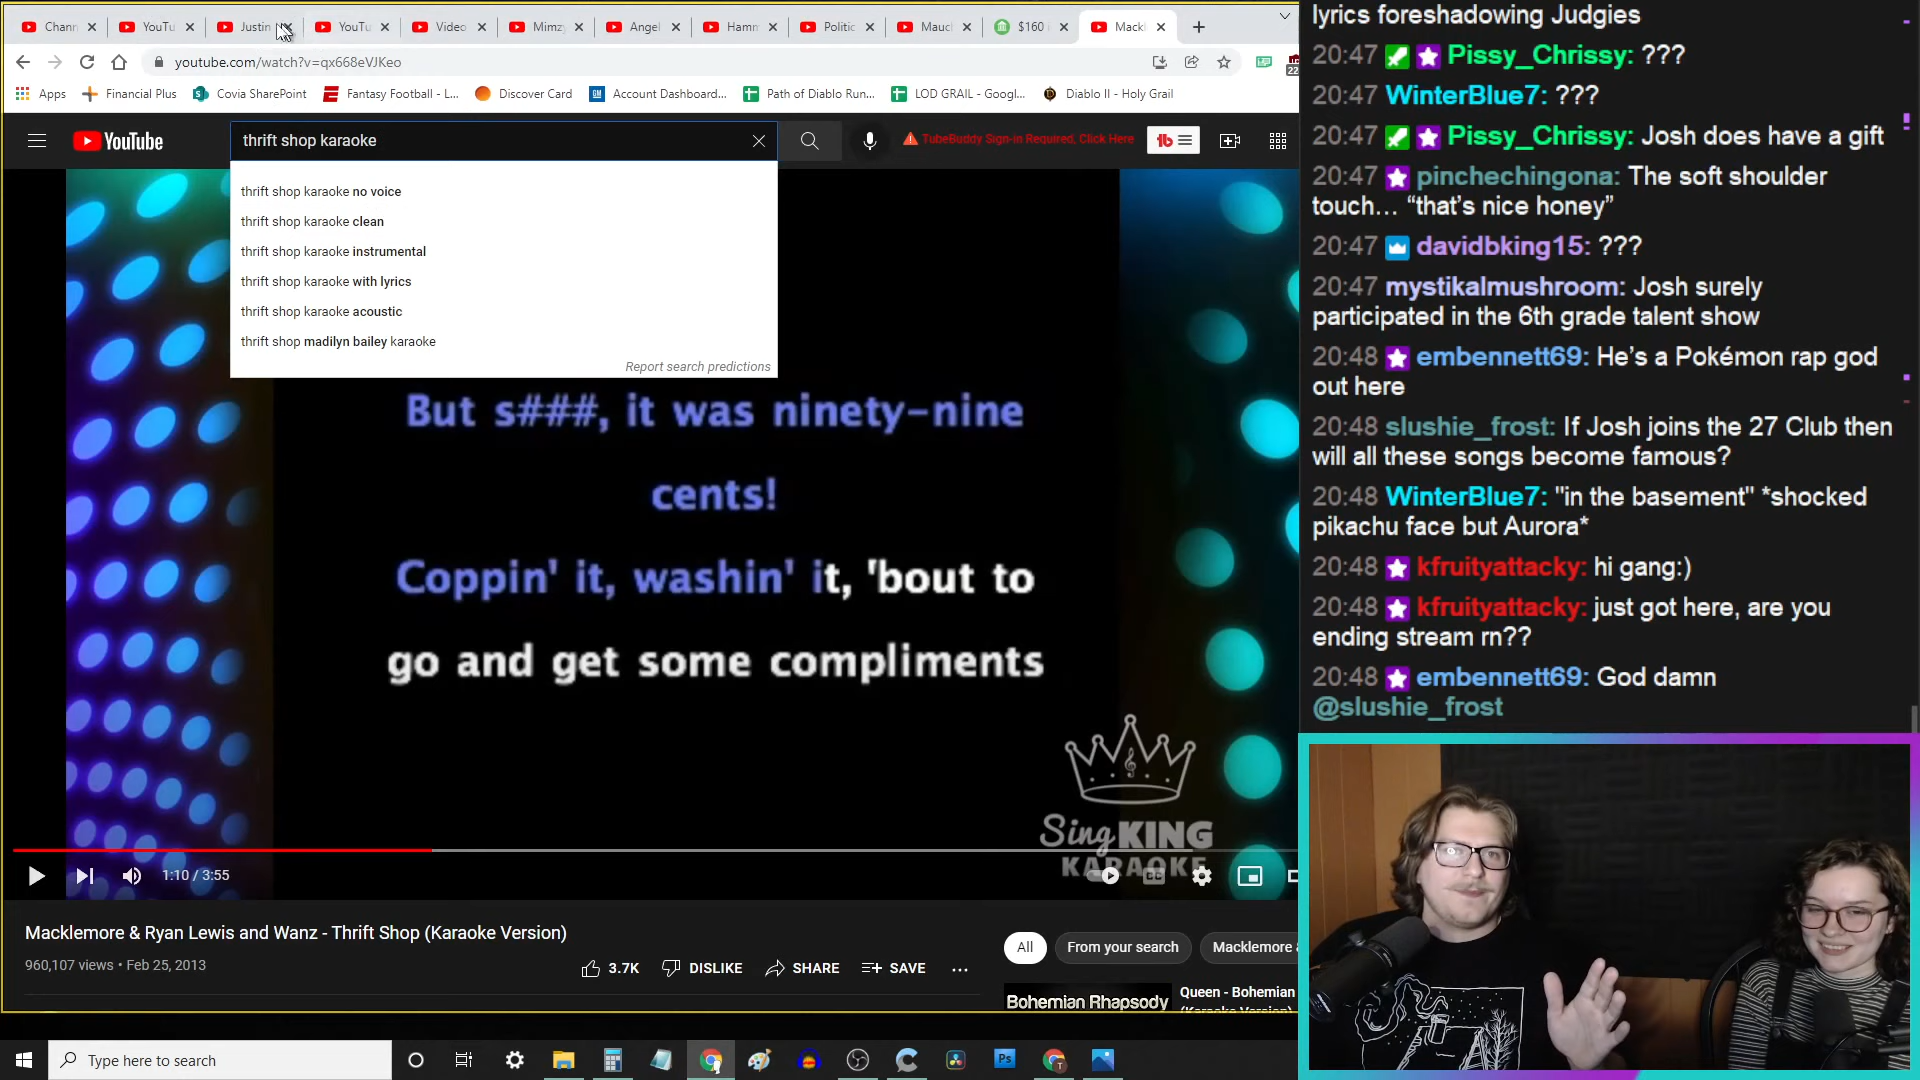 Chann
YouTu
Justin
YouTu
Video
Mimz
Angel
Hamm
Politic
Mauc
$160
Mackl
youtube.com/watch?v=qx668eVJKeo
22
Apps
Financial Plus
Covia SharePoint
Fantasy Football - L...
Discover Card
Account Dashboard...
Path of Diablo Run...
LOD GRAIL - Googl...
Diablo II - Holy Grail
YouTube
thrift shop karaoke
TubeBuddy Sign-in Required, Click Here
thrift shop karaoke no voice
thrift shop karaoke clean
thrift shop karaoke instrumental
thrift shop karaoke with lyrics
thrift shop karaoke acoustic
thrift shop madilyn bailey karaoke
Report search predictions
But s###, it was ninety-nine
cents!
Coppin' it, washin' it, 'bout to
go and get some compliments
Sing KING
KARAOKE
1:10 / 3:55
Macklemore & Ryan Lewis and Wanz - Thrift Shop (Karaoke Version)
960,107 views • Feb 25, 2013
3.7K
DISLIKE
SHARE
SAVE
All
From your search
Macklemore
Bohemian Rhapsody
Queen - Bohemian
Type here to search
Ps
lyrics foreshadowing Judgies
20:47 Pissy_Chrissy: ???
20:47 WinterBlue7: ???
20:47 Pissy_Chrissy: Josh does have a gift
20:47 pinchechingona: The soft shoulder
touch… “that’s nice honey”
20:47 davidbking15: ???
20:47 mystikalmushroom: Josh surely
participated in the 6th grade talent show
20:48 embennett69: He’s a Pokémon rap god
out here
20:48 slushie_frost: If Josh joins the 27 Club then
will all these songs become famous?
20:48 WinterBlue7: "in the basement" *shocked
pikachu face but Aurora*
20:48 kfruityattacky: hi gang:)
20:48 kfruityattacky: just got here, are you
ending stream rn??
20:48 embennett69: God damn
@slushie_frost